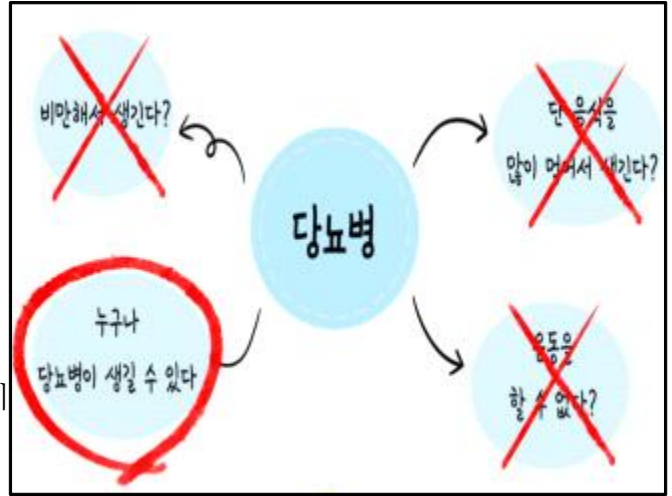 비만해서 생긴다?
단 음식을
많이 먹어서 생긴다?
당뇨병
누구나
당뇨병이 생길 수 있다
운동을
할 수 없다?